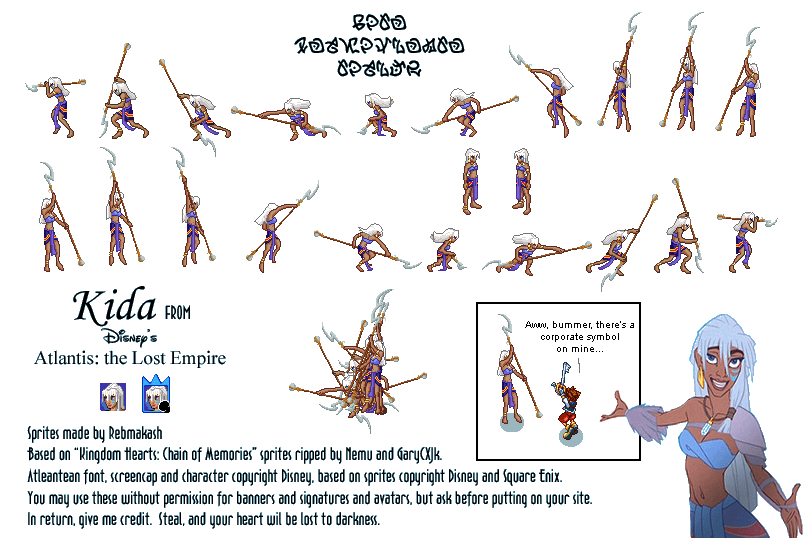 Kida FROM
Disney's
Atlantis: the Lost Empire
Aww, bummer, there's a
corporate symbol
on mine...
Sprites made by Rebmakash
Based on "Kingdom Hearts: Chain of Memories" sprites ripped by Nemu and GaryCXJk.
Atleantean font, screencap and character copyright Disney, based on sprites copyright Disney and Square Enix.
You may use these without permission for banners and signatures and avatars, but ask before putting on your site.
In return, give me credit. Steal, and your heart wil be lost to darkness.